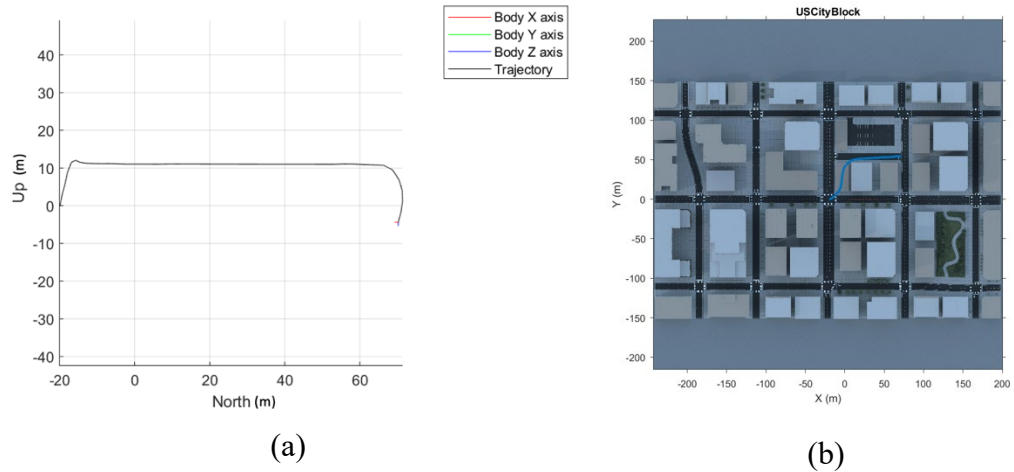 Body X axis
Body Y axis
Body Z axis
Trajectory
Up (m)
40
30
20
10
0
-10
-20
-30
-40
-20
0
20
40
60
North (m)
(a)
USCityBlock
Y (m)
200
150
100
50
0
-50
-100
-150
-200
-200
-150
-100
-50
0
50
100
150
200
X (m)
(b)